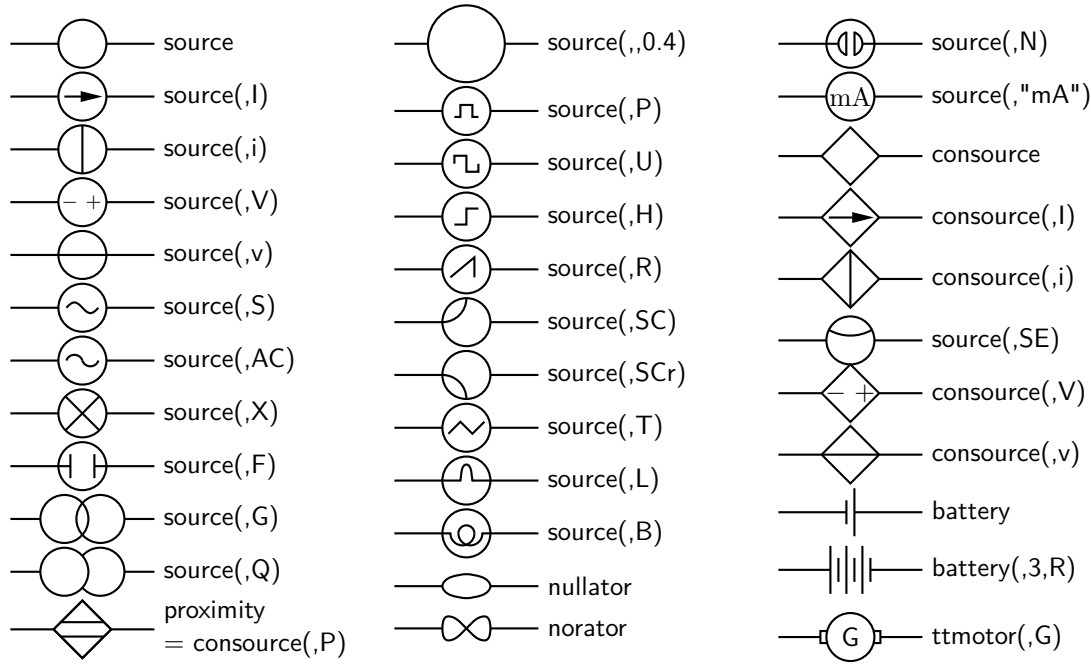 source
source(,I)
source(,i)
− +
source(,V)
source(,v)
source(,S)
source(,AC)
source(,X)
source(,F)
source(,G)
source(,Q)
proximity
= consource(,P)
source(,,0.4)
source(,P)
source(,U)
source(,H)
source(,R)
source(,SC)
source(,SCr)
source(,T)
source(,L)
source(,B)
nullator
norator
source(,N)
mA
source(,"mA")
consource
consource(,I)
consource(,i)
source(,SE)
− +
consource(,V)
consource(,v)
battery
battery(,3,R)
G
ttmotor(,G)